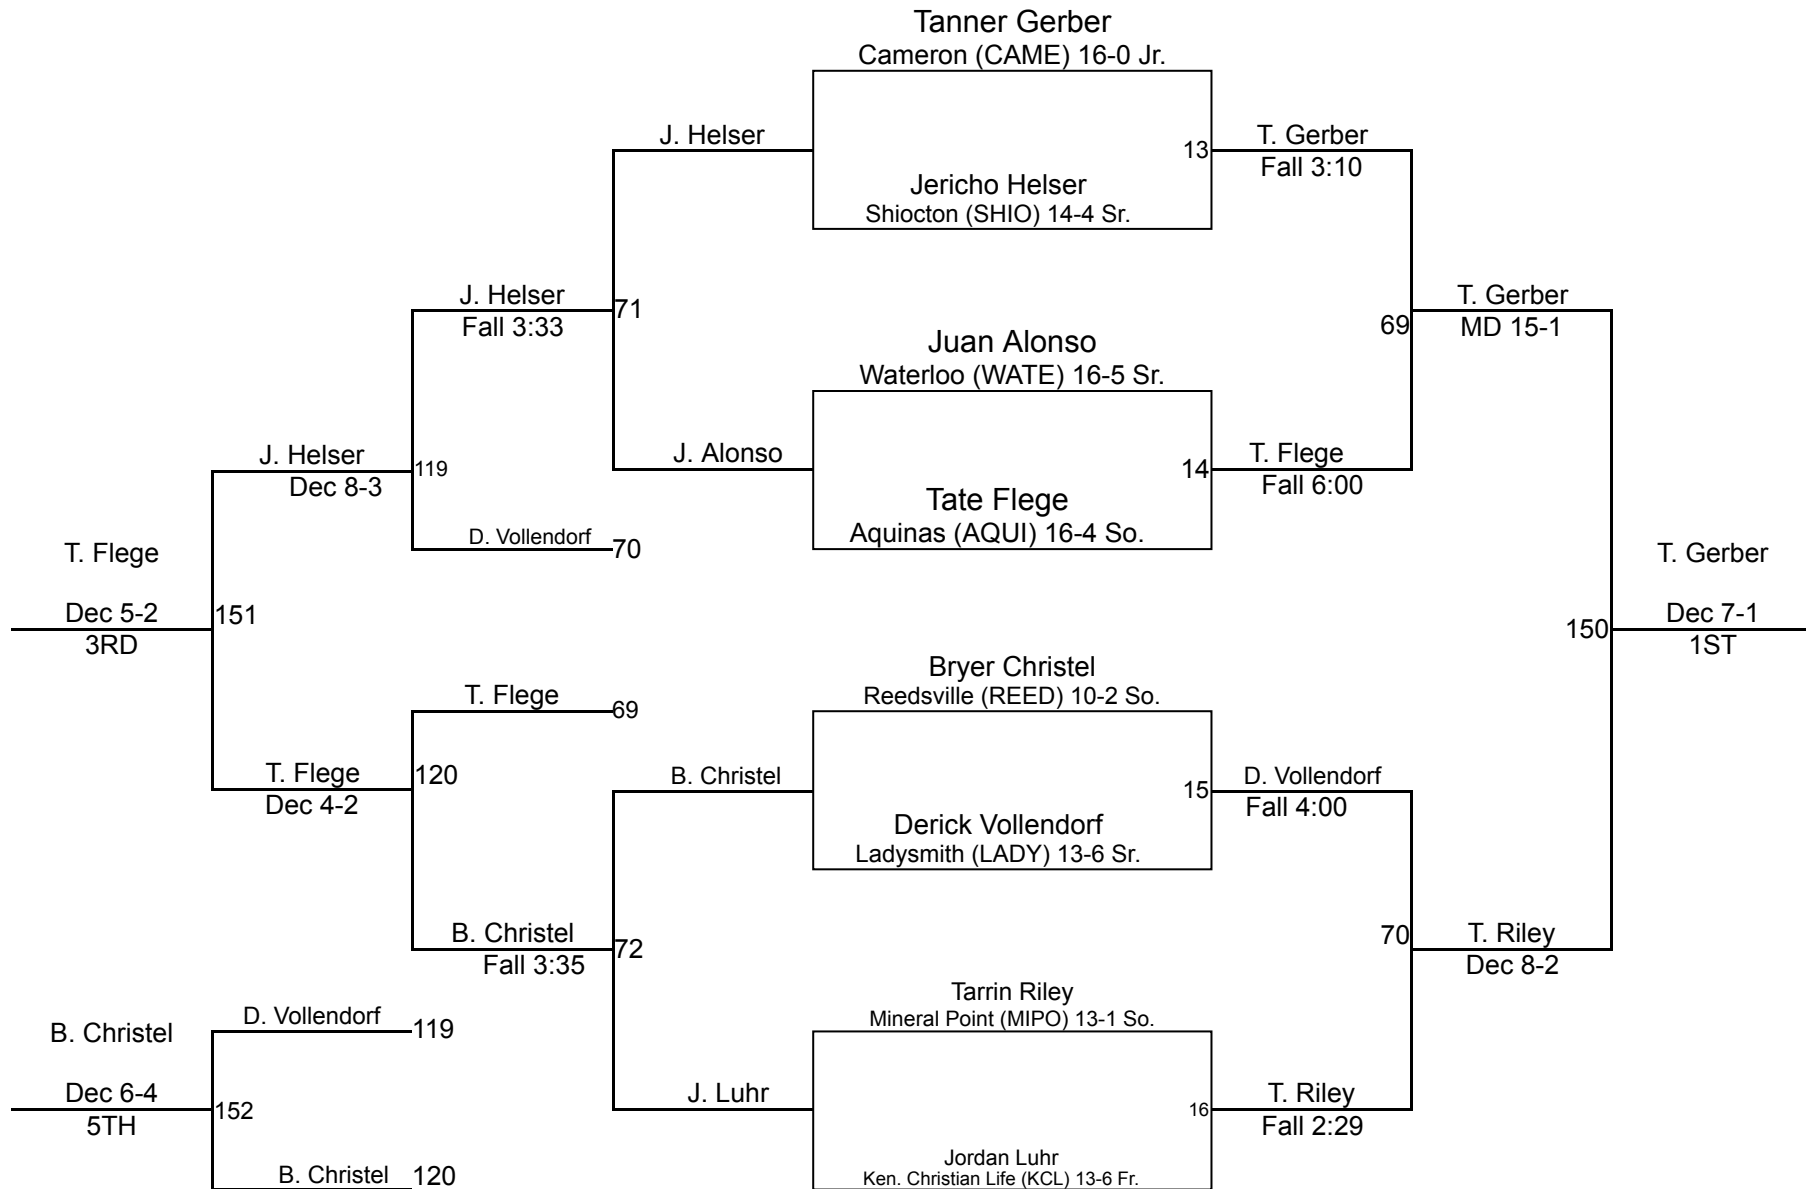 Tanner Gerber
Cameron (CAME) 16-0 Jr.
J. Helser
13
T. Gerber
Fall 3:10
Jericho Helser
Shiocton (SHIO) 14-4 Sr.
J. Helser
Fall 3:33
71
T. Gerber
MD 15-1
69
Juan Alonso
Waterloo (WATE) 16-5 Sr.
J. Helser
Dec 8-3
119
J. Alonso
14
T. Flege
Fall 6:00
Tate Flege
Aquinas (AQUI) 16-4 So.
D. Vollendorf
70
T. Flege
Dec 5-2
3RD
151
T. Gerber
Dec 7-1
1ST
150
Bryer Christel
Reedsville (REED) 10-2 So.
T. Flege
69
T. Flege
Dec 4-2
120
B. Christel
15
D. Vollendorf
Fall 4:00
Derick Vollendorf
Ladysmith (LADY) 13-6 Sr.
B. Christel
Fall 3:35
72
70
T. Riley
Dec 8-2
Tarrin Riley
Mineral Point (MIPO) 13-1 So.
D. Vollendorf
119
B. Christel
Dec 6-4
5TH
152
J. Luhr
16
T. Riley
Fall 2:29
Jordan Luhr
Ken. Christian Life (KCL) 13-6 Fr.
B. Christel
120